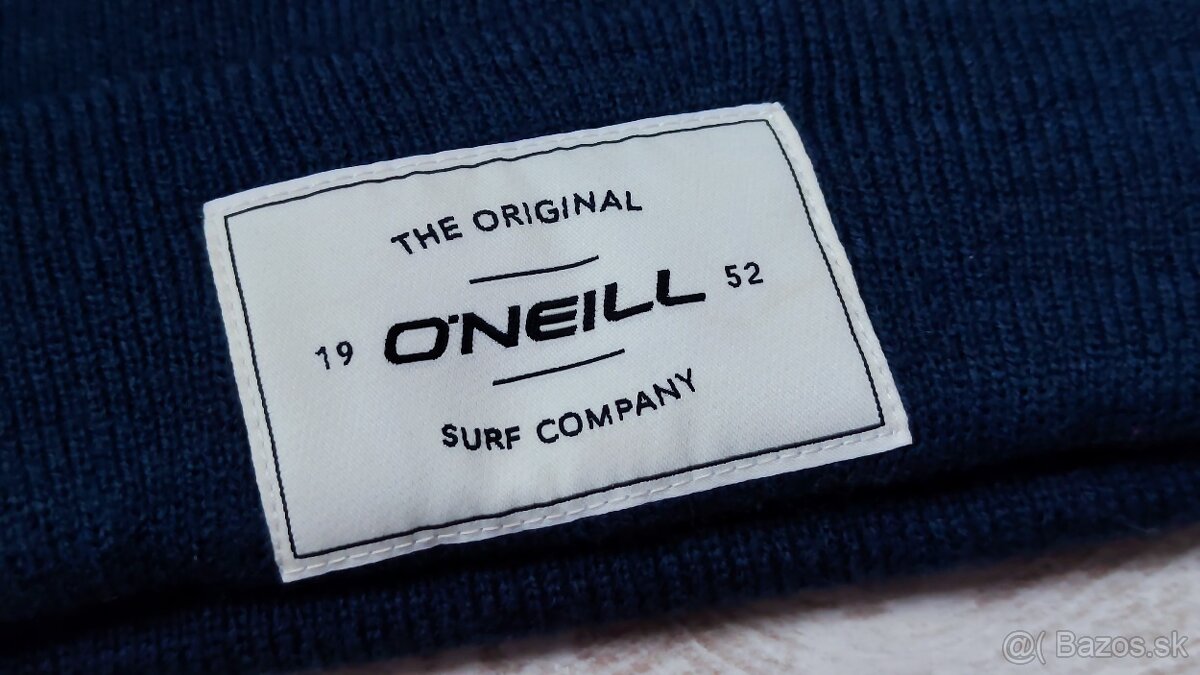 THE ORIGINAL
19 O'NEILL 52
SURF COMPANY
@( Bazos.sk